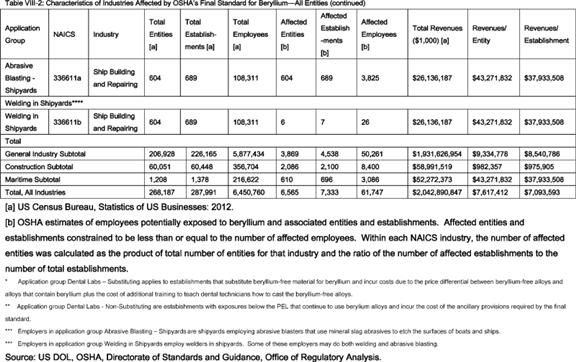 Table VIII-2: Characteristics of Industries Affected by OSHA's Final Standard for Beryllium—All Entities (continued)
Application Group NAICS Industry Total Entities [a] Total Establish-ments [a] Total Employees [a] Affected Entities [b] Affected Establish-ments [b] Affected Employees [b] Total Revenues ($1,000) [a] Revenues/ Entity Revenues/ Establishment
Abrasive Blasting - Shipyards 336611a Ship Building and Repairing 604 689 108,311 604 689 3,825 $26,136,187 $43,271,832 $37,933,508
Welding in Shipyards****
Welding in Shipyards 336611b Ship Building and Repairing 604 689 108,311 6 7 26 $26,136,187 $43,271,832 $37,933,508
Total
General Industry Subtotal 206,928 226,165 5,877,434 3,869 4,538 50,261 $1,931,626,954 $9,334,778 $8,540,786
Construction Subtotal 60,051 60,448 356,704 2,086 2,100 8,400 $58,991,519 $982,357 $975,905
Maritime Subtotal 1,208 1,378 216,622 610 696 3,086 $52,272,373 $43,271,832 $37,933,508
Total, All Industries 268,187 287,991 6,450,760 6,565 7,333 61,747 $2,042,890,847 $7,617,412 $7,093,593
[a] US Census Bureau, Statistics of US Businesses: 2012.
[b] OSHA estimates of employees potentially exposed to beryllium and associated entities and establishments. Affected entities and
establishments constrained to be less than or equal to the number of affected employees. Within each NAICS industry, the number of affected
entities was calculated as the product of total number of entities for that industry and the ratio of the number of affected establishments to the
number of total establishments.
* Application group Dental Labs – Substituting applies to establishments that substitute beryllium-free material for beryllium and incur costs due to the price differential between beryllium-free alloys and
alloys that contain beryllium plus the cost of additional training to teach dental technicians how to cast the beryllium-free alloys.
** Application group Dental Labs - Non-Substituting are establishments with exposures below the PEL that continue to use beryllium alloys and incur the cost of the ancillary provisions required by the final
standard.
*** Employers in application group Abrasive Blasting – Shipyards are shipyards employing abrasive blasters that use mineral slag abrasives to etch the surfaces of boats and ships.
**** Employers in application group Welding in Shipyards employ welders in shipyards. Some of these employers may do both welding and abrasive blasting.
Source: US DOL, OSHA, Directorate of Standards and Guidance, Office of Regulatory Analysis.